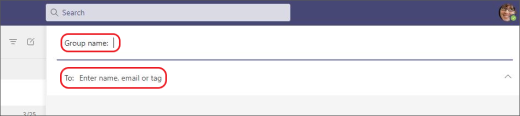 Search
Group name:
To: Enter name, email or tag
3/25